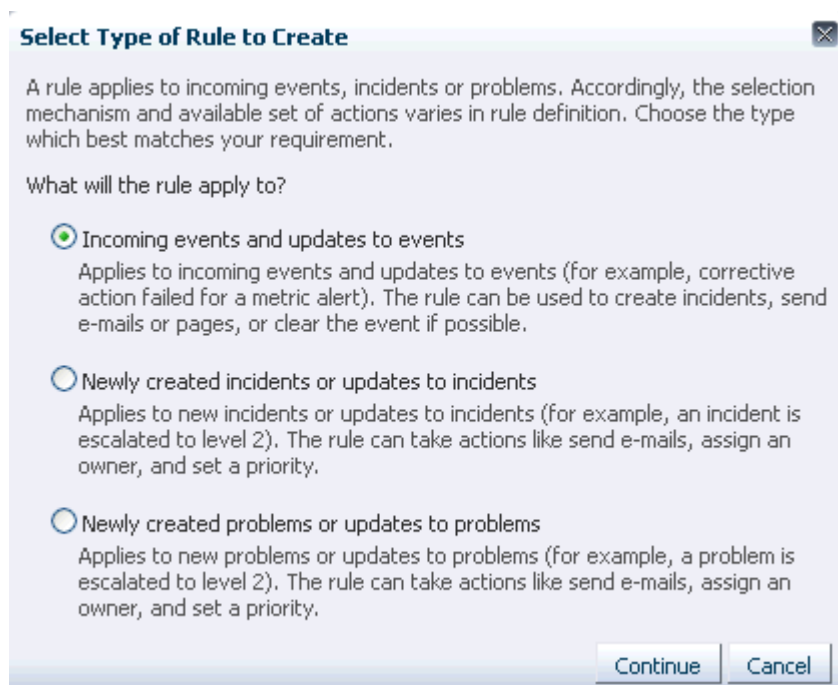 Select Type of Rule to Create
A rule applies to incoming events, incidents or problems. Accordingly, the selection
mechanism and available set of actions varies in rule definition. Choose the type
which best matches your requirement.
What will the rule apply to?
Incoming events and updates to events
Applies to incoming events and updates to events (for example, corrective
action failed for a metric alert). The rule can be used to create incidents, send
e-mails or pages, or clear the event if possible.
Newly created incidents or updates to incidents
Applies to new incidents or updates to incidents (for example, an incident is
escalated to level 2). The rule can take actions like send e-mails, assign an
owner, and set a priority.
Newly created problems or updates to problems
Applies to new problems or updates to problems (for example, a problem is
escalated to level 2). The rule can take actions like send e-mails, assign an
owner, and set a priority.
Continue Cancel